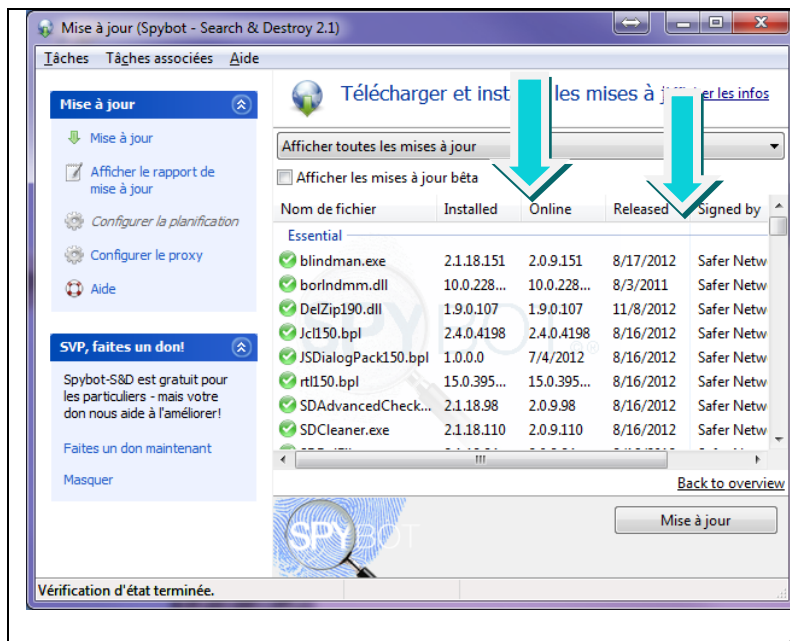 Mise à jour (Spybot - Search & Destroy 2.1)
Tâches Tâches associées Aide
Mise à jour
Mise à jour
Afficher le rapport de
mise à jour
Configurer la planification
Configurer le proxy
Aide
SVP, faites un don!
Spybot-S&D est gratuit pour
les particuliers - mais votre
don nous aide à l'améliorer!
Faites un don maintenant
Masquer
Télécharger et inst les mises à j er les infos
Afficher toutes les mises à jour
Afficher les mises à jour bêta
Nom de fichier Installed Online Released Signed by
Essential
blindman.exe 2.1.18.151 2.0.9.151 8/17/2012 Safer Netw
borlndmm.dll 10.0.228... 10.0.228... 8/3/2011 Safer Netw
DelZip190.dll 1.9.0.107 1.9.0.107 11/8/2012 Safer Netw
Jcl150.bpl 2.4.0.4198 2.4.0.4198 8/16/2012 Safer Netw
JSDialogPack150.bpl 1.0.0.0 7/4/2012 8/16/2012 Safer Netw
rtl150.bpl 15.0.395... 15.0.395... 8/16/2012 Safer Netw
SDAdvancedCheck... 2.1.18.98 2.0.9.98 8/16/2012 Safer Netw
SDCleaner.exe 2.1.18.110 2.0.9.110 8/16/2012 Safer Netw
Back to overview
SPYBOT
Mise à jour
Vérification d'état terminée.